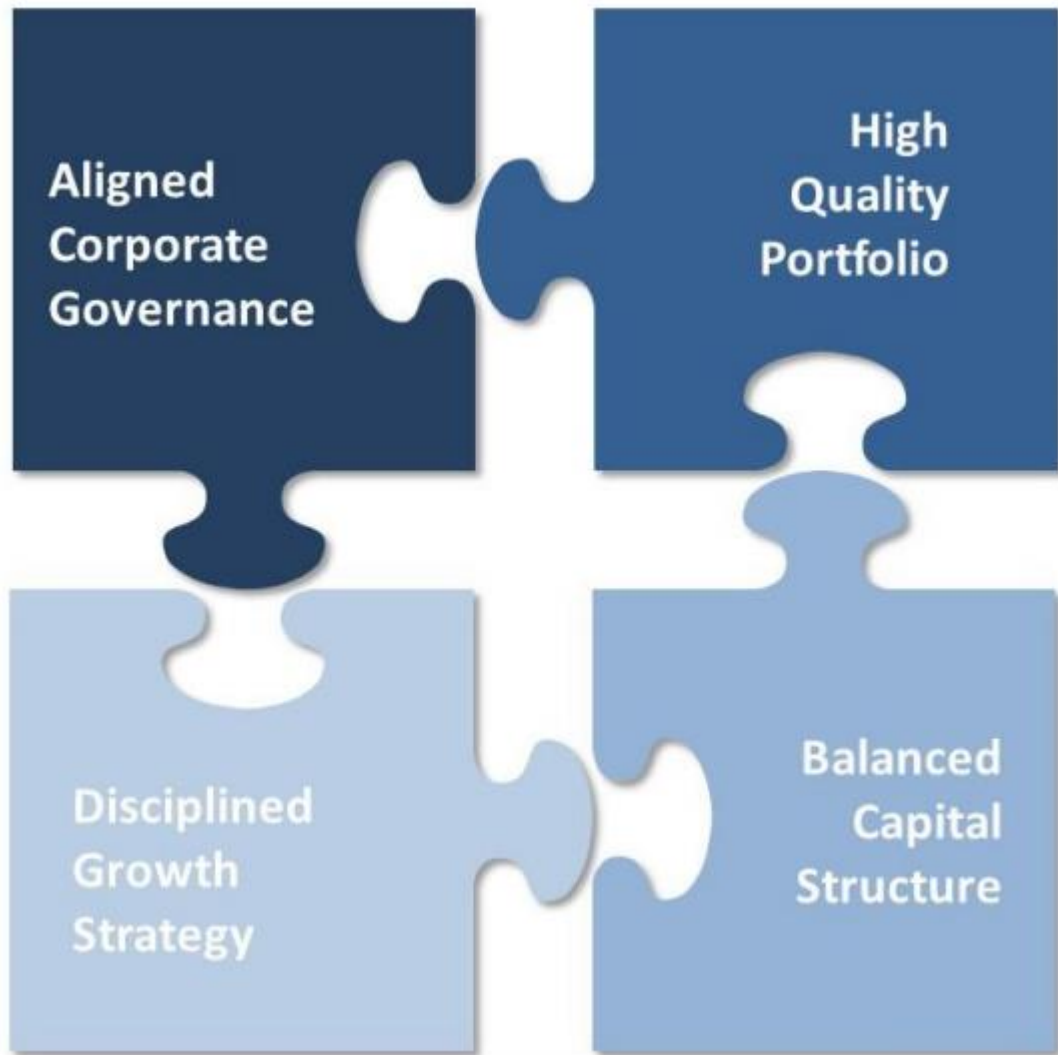 Aligned
Corporate
Governance
High
Quality
Portfolio
Disciplined
Growth
Strategy
Balanced
Capital
Structure